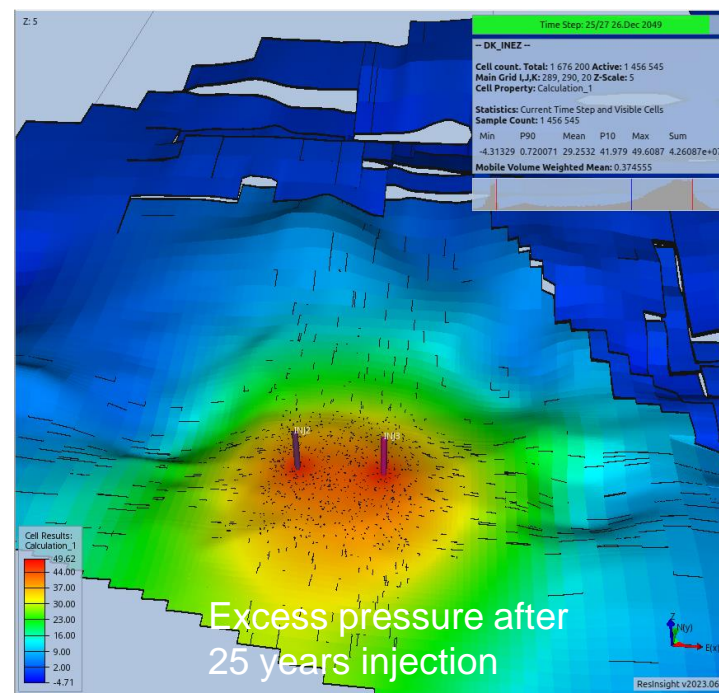 Z: 5
Time Step: 25/27 26.Dec 2049
-- DK_INEZ --
Cell count. Total: 1 676 200 Active: 1 456 545
Main Grid I,J,K: 289, 290, 20 Z-Scale: 5
Cell Property: Calculation_1
Statistics: Current Time Step and Visible Cells
Sample Count: 1 456 545
Min P90 Mean P10 Max Sum
-4.31329 0.720071 29.2532 41.979 49.6087 4.26087e+07
Mobile Volume Weighted Mean: 0.374555
INJ2
INJ3
Cell Results:
Calculation_1
49.62
44.00
37.00
30.00
23.00
16.00
9.00
2.00
-4.71
Excess pressure after
25 years injection
Z
N(y)
E(x)
ResInsight v2023.06